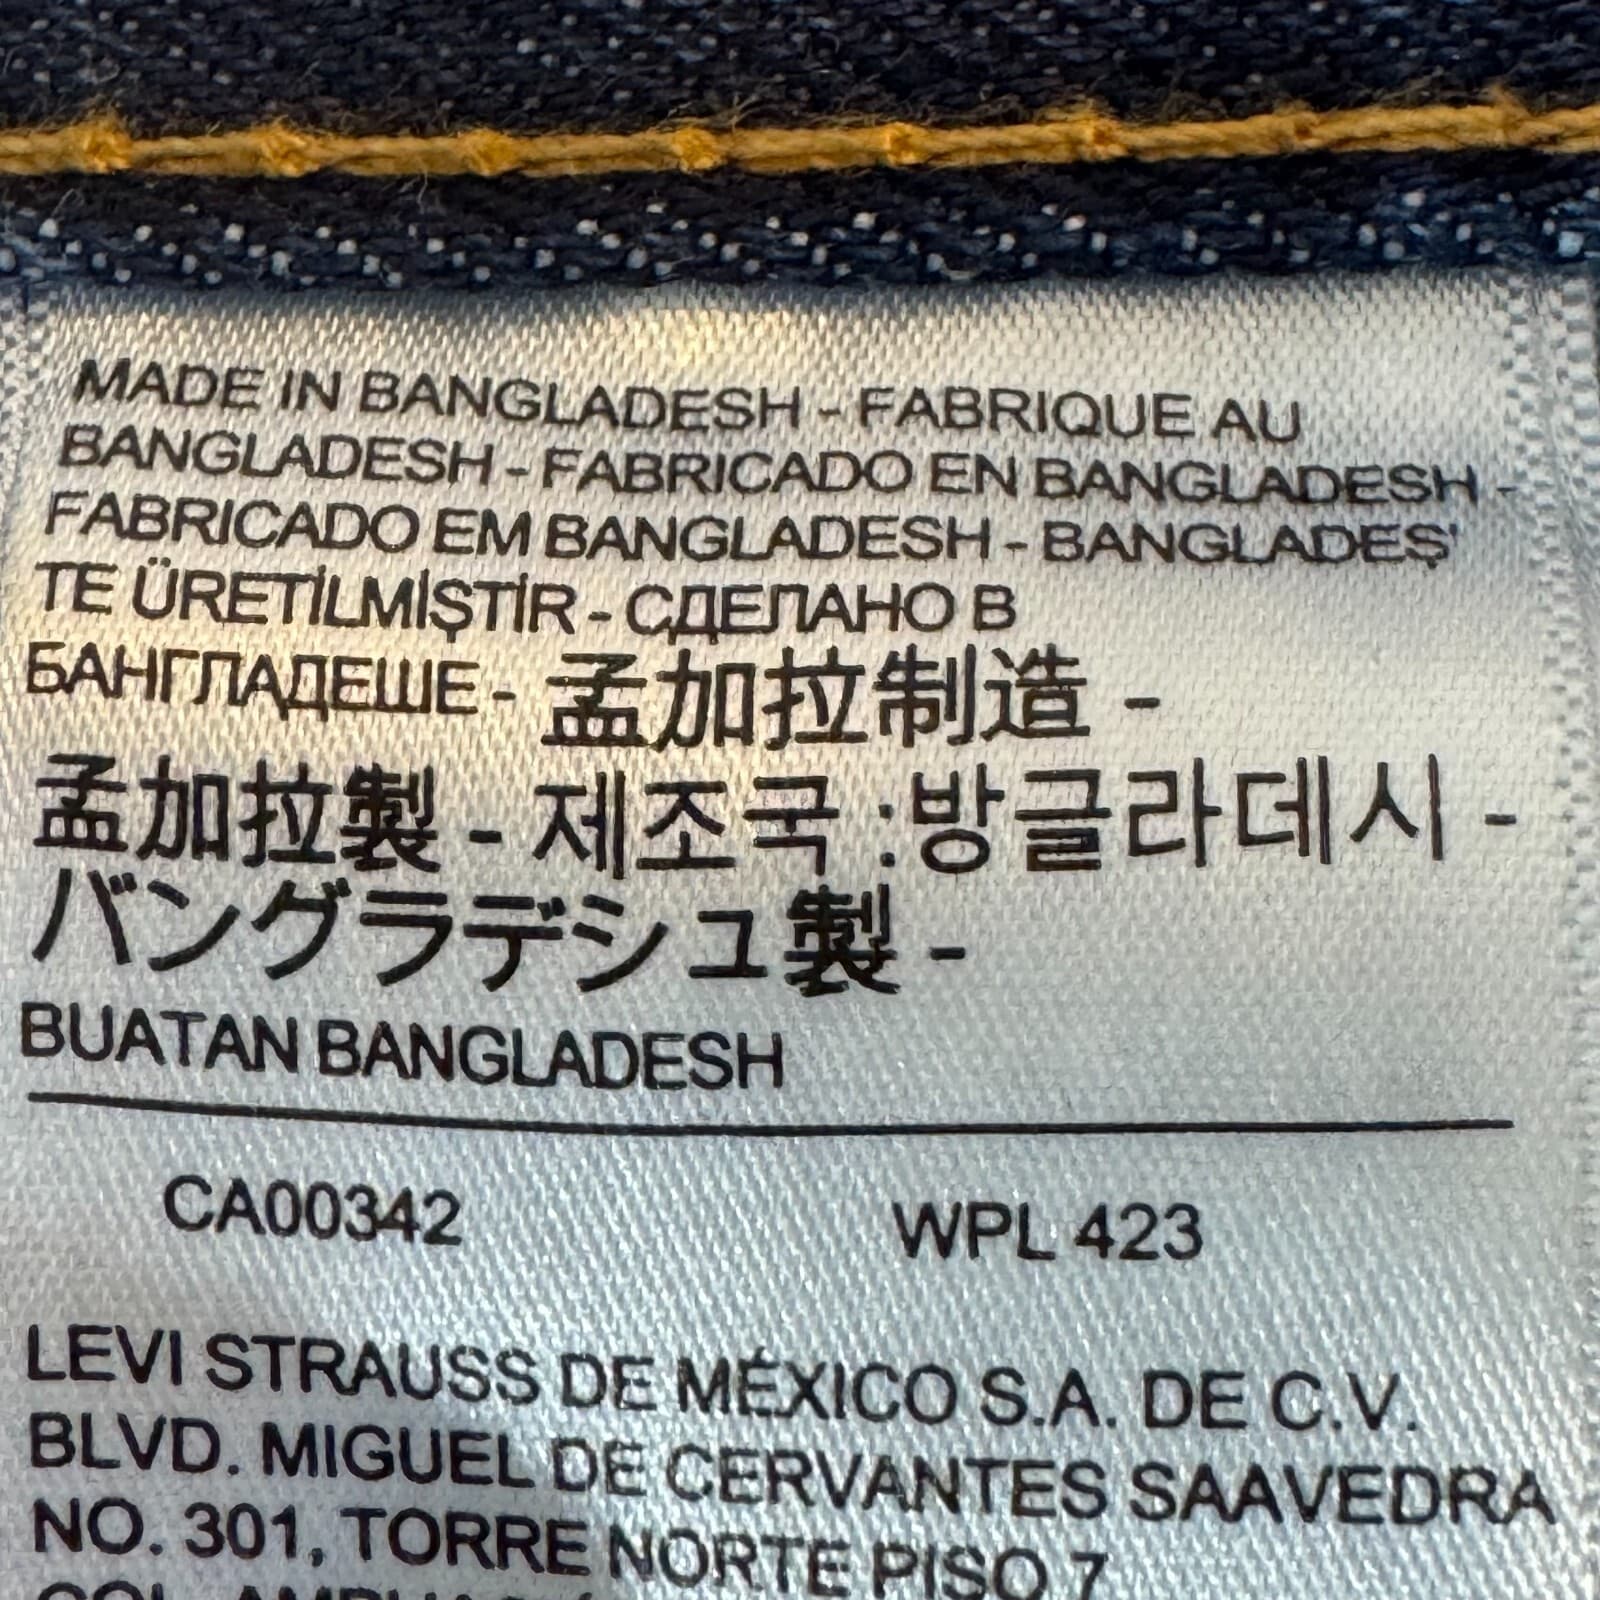 MADE IN BANGLADESH - FABRIQUE AU
BANGLADESH - FABRICADO EN BANGLADESH -
FABRICADO EM BANGLADESH - BANGLADEŞ'
TE ÜRETİLMİŞTİR - СДЕЛАНО В
БАНГЛАДЕШЕ - 孟加拉制造 -
孟加拉製 - 제조국 :방글라데시 -
バングラデシュ製 -
BUATAN BANGLADESH
CA00342 WPL 423
LEVI STRAUSS DE MÉXICO S.A. DE C.V.
BLVD. MIGUEL DE CERVANTES SAAVEDRA
NO. 301, TORRE NORTE PISO 7